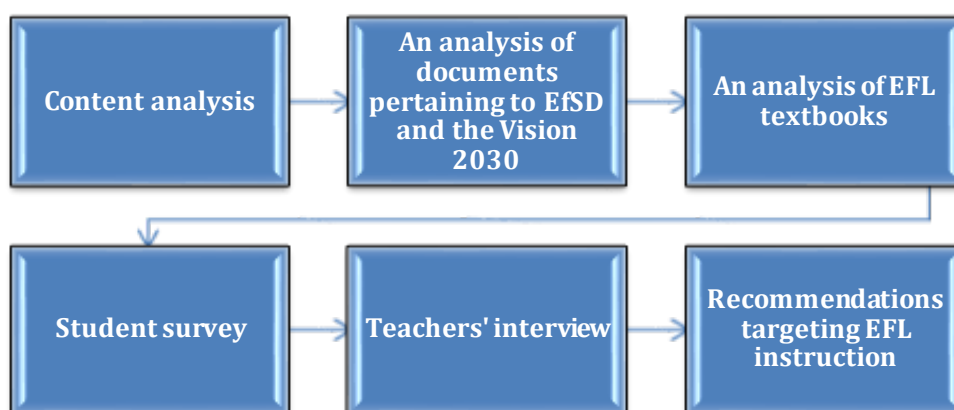 Content analysis
An analysis of
documents
pertaining to EfSD
and the Vision
2030
An analysis of EFL
textbooks
Student survey
Teachers' interview
Recommendations
targeting EFL
instruction